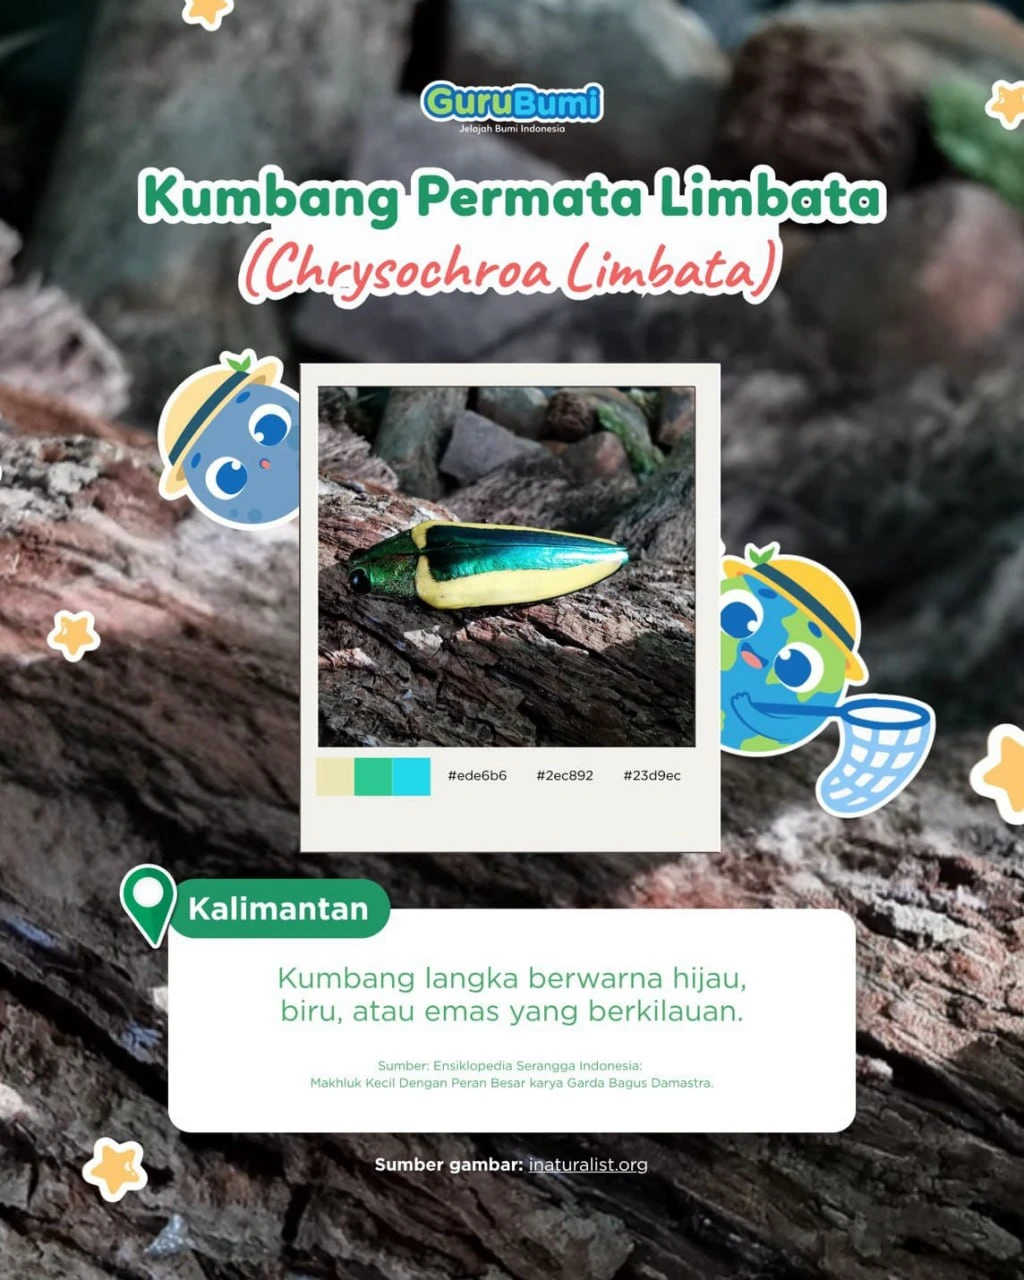 GuruBumi
Jelajah Bumi Indonesia
Kumbang Permata Limbata
(Chrysochroa Limbata)
#ede6b6 #2ec892 #23d9ec
Kalimantan
Kumbang langka berwarna hijau,
biru, atau emas yang berkilauan.
Sumber: Ensiklopedia Serangga Indonesia:
Makhluk Kecil Dengan Peran Besar karya Garda Bagus Damastra.
Sumber gambar: inaturalist.org